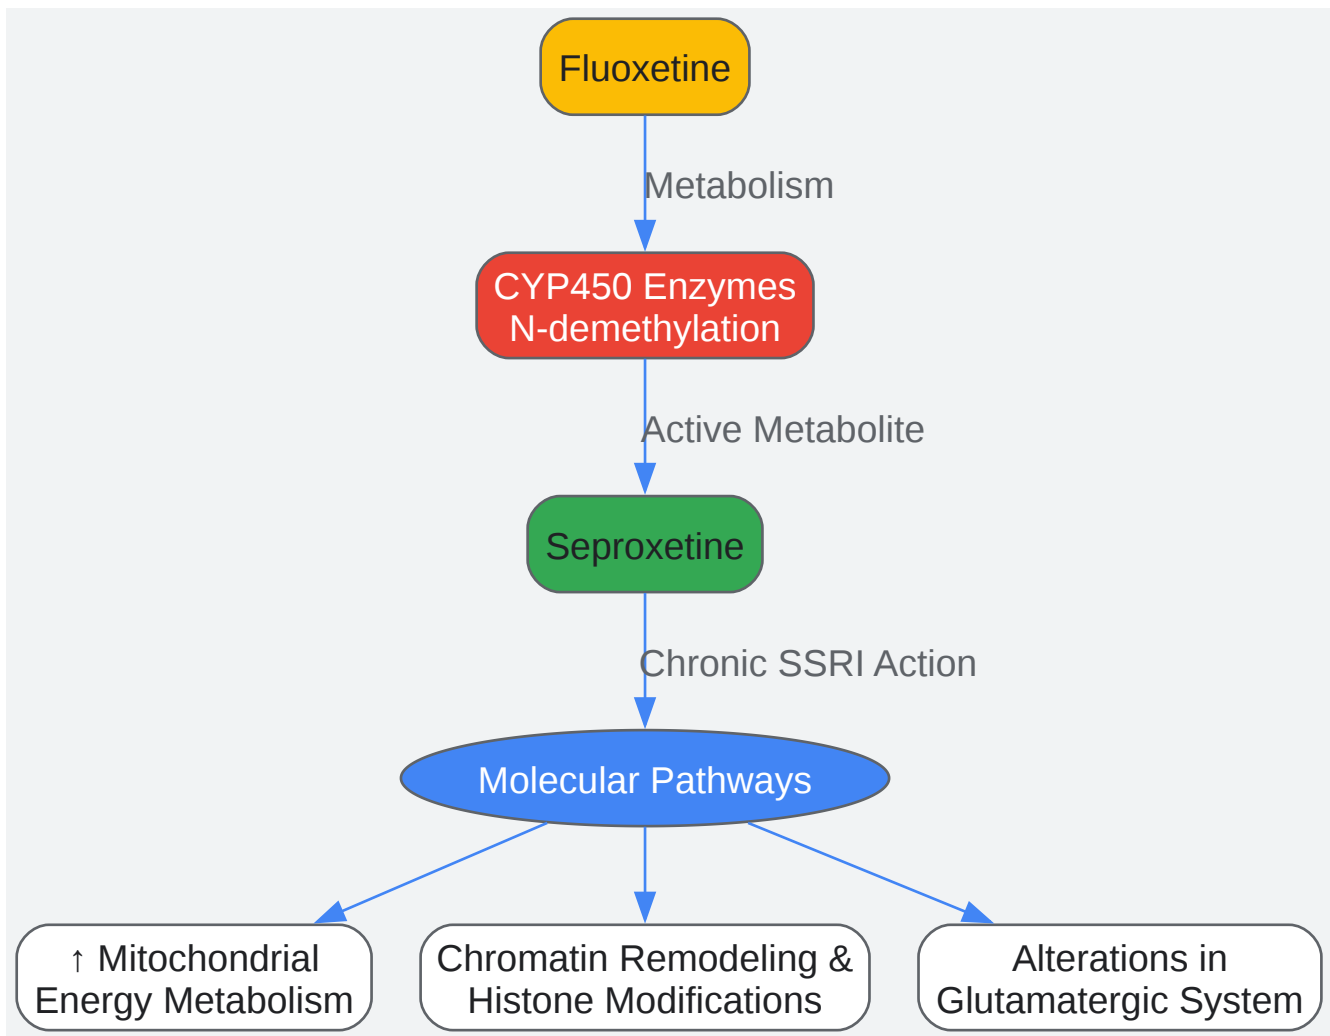 Fluoxetine
Metabolism
CYP450 Enzymes
N-demethylation
Active Metabolite
Seproxetine
Chronic SSRI Action
Molecular Pathways
↑ Mitochondrial
Energy Metabolism
Chromatin Remodeling &
Histone Modifications
Alterations in
Glutamatergic System